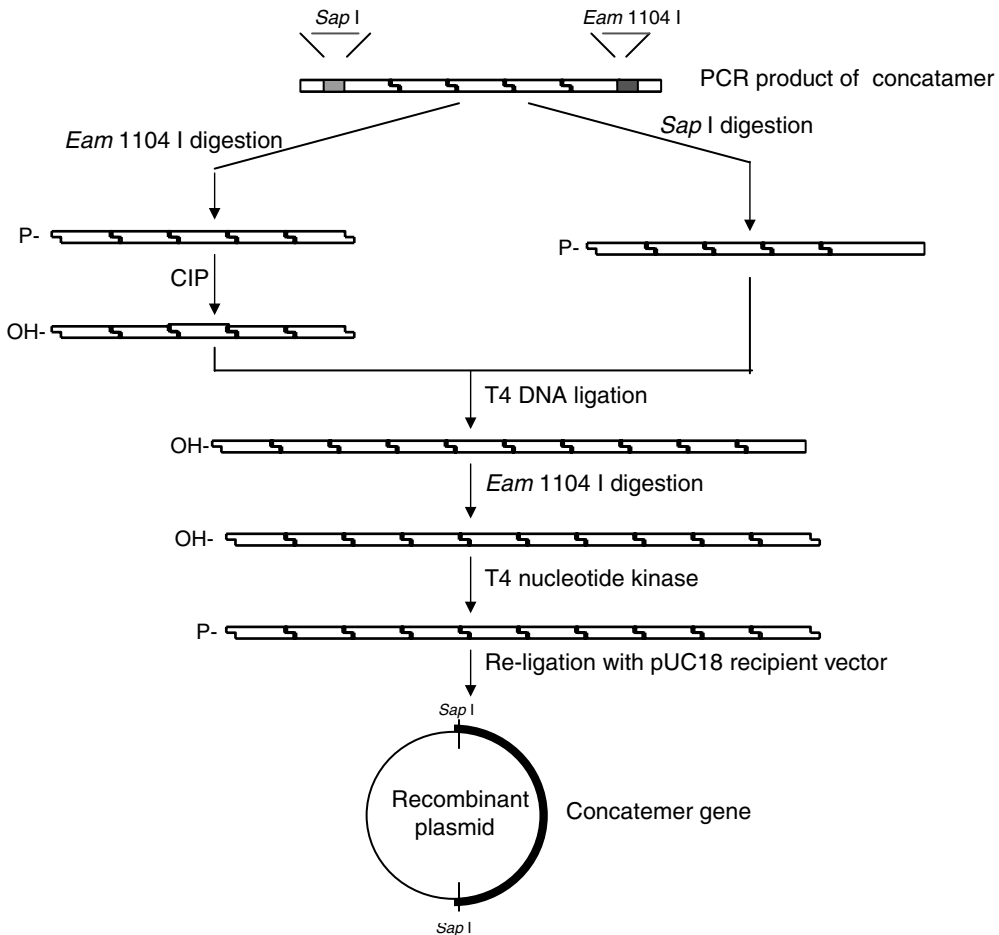 Sap I
Eam 1104 I
PCR product of concatamer
Eam 1104 I digestion
Sap I digestion
P-
P-
CIP
OH-
T4 DNA ligation
OH-
Eam 1104 I digestion
OH-
T4 nucleotide kinase
P-
Re-ligation with pUC18 recipient vector
Sap I
Recombinant
plasmid
Concatemer gene
Sap I